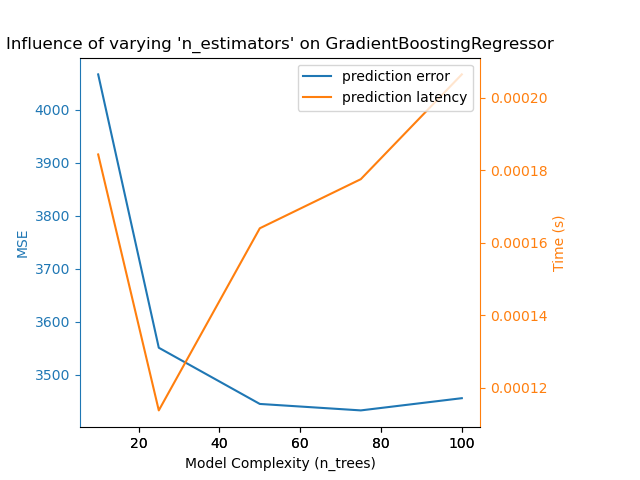 Influence of varying 'n_estimators' on GradientBoostingRegressor
prediction error
prediction latency
4000
3900
3800
3700
3600
3500
MSE
0.00020
0.00018
0.00016
0.00014
0.00012
Time (s)
20 40 60 80 100
Model Complexity (n_trees)